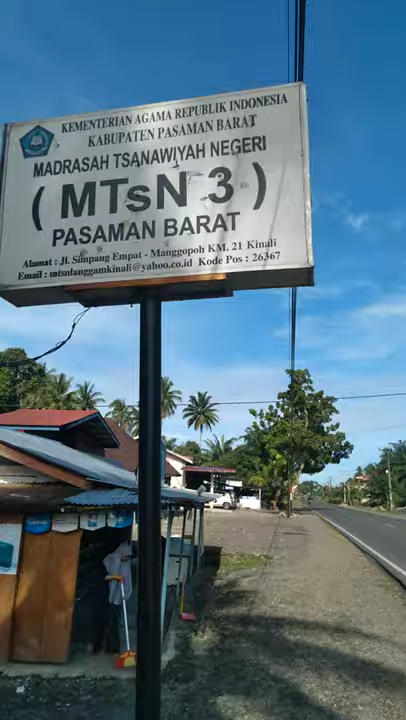 KEMENTERIAN AGAMA REPUBLIK INDONESIA
KABUPATEN PASAMAN BARAT
MADRASAH TSANAWIYAH NEGERI
( MTsN 3 )
PASAMAN BARAT
Alamat : Jl. Simpang Empat - Manggopoh KM. 21 Kinali
Email : mtsnlanggamkinali@yahoo.co.id Kode Pos : 26367